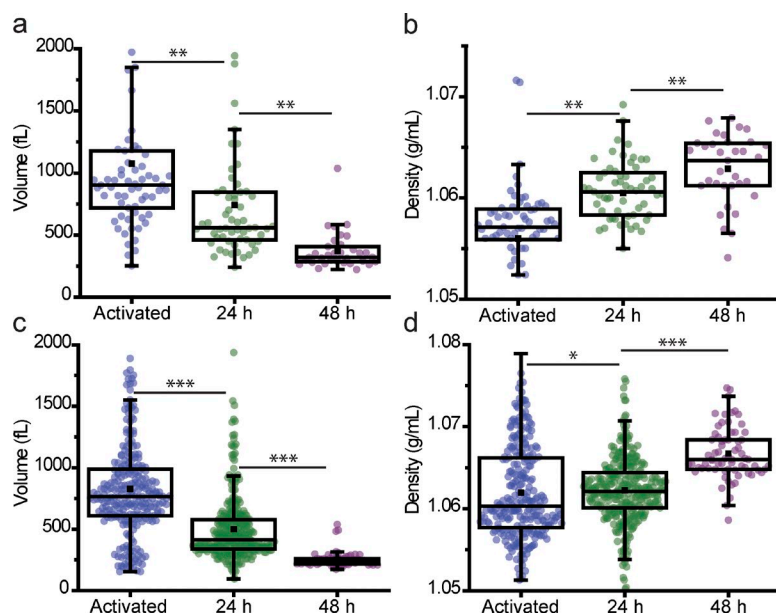 a
Volume (fL)
2000
1500
1000
500
0
**
**
Activated 24 h 48 h
b
Density (g/mL)
1.07
1.06
1.05
**
**
Activated 24 h 48 h
c
Volume (fL)
2000
1500
1000
500
0
***
***
Activated 24 h 48 h
d
Density (g/mL)
1.08
1.07
1.06
1.05
*
***
Activated 24 h 48 h